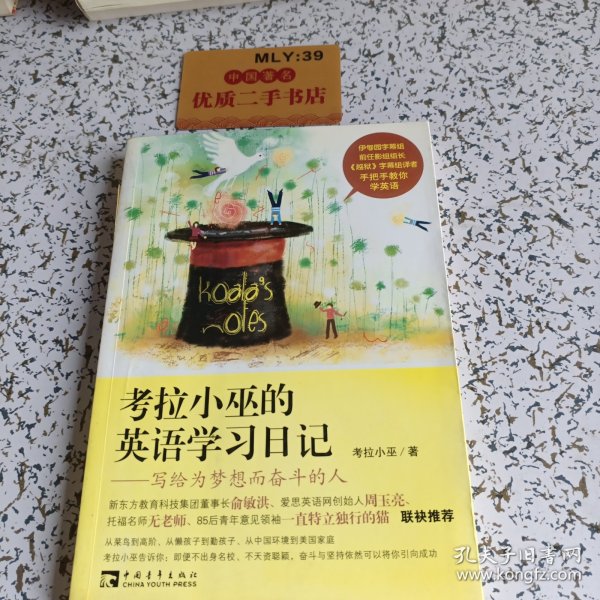 MLY:39
中国著名
优质二手书店
伊甸园字幕组
前任影组组长
《越狱》字幕组译者
手把手教你
学英语
Koala's
notes
考拉小巫的
英语学习日记
考拉小巫/著
——写给为梦想而奋斗的人
新东方教育科技集团董事长俞敏洪、爱思英语网创始人周玉亮、
托福名师无老师、85后青年意见领袖一直特立独行的猫 联袂推荐
从菜鸟到高阶、从懒孩子到勤孩子、从中国环境到美国家庭
考拉小巫告诉你：即便不出身名校、不天资聪颖，奋斗与坚持依然可以将你引向成功
中国青年出版社
CHINA YOUTH PRESS
孔夫子旧书网
www.kongfz.com